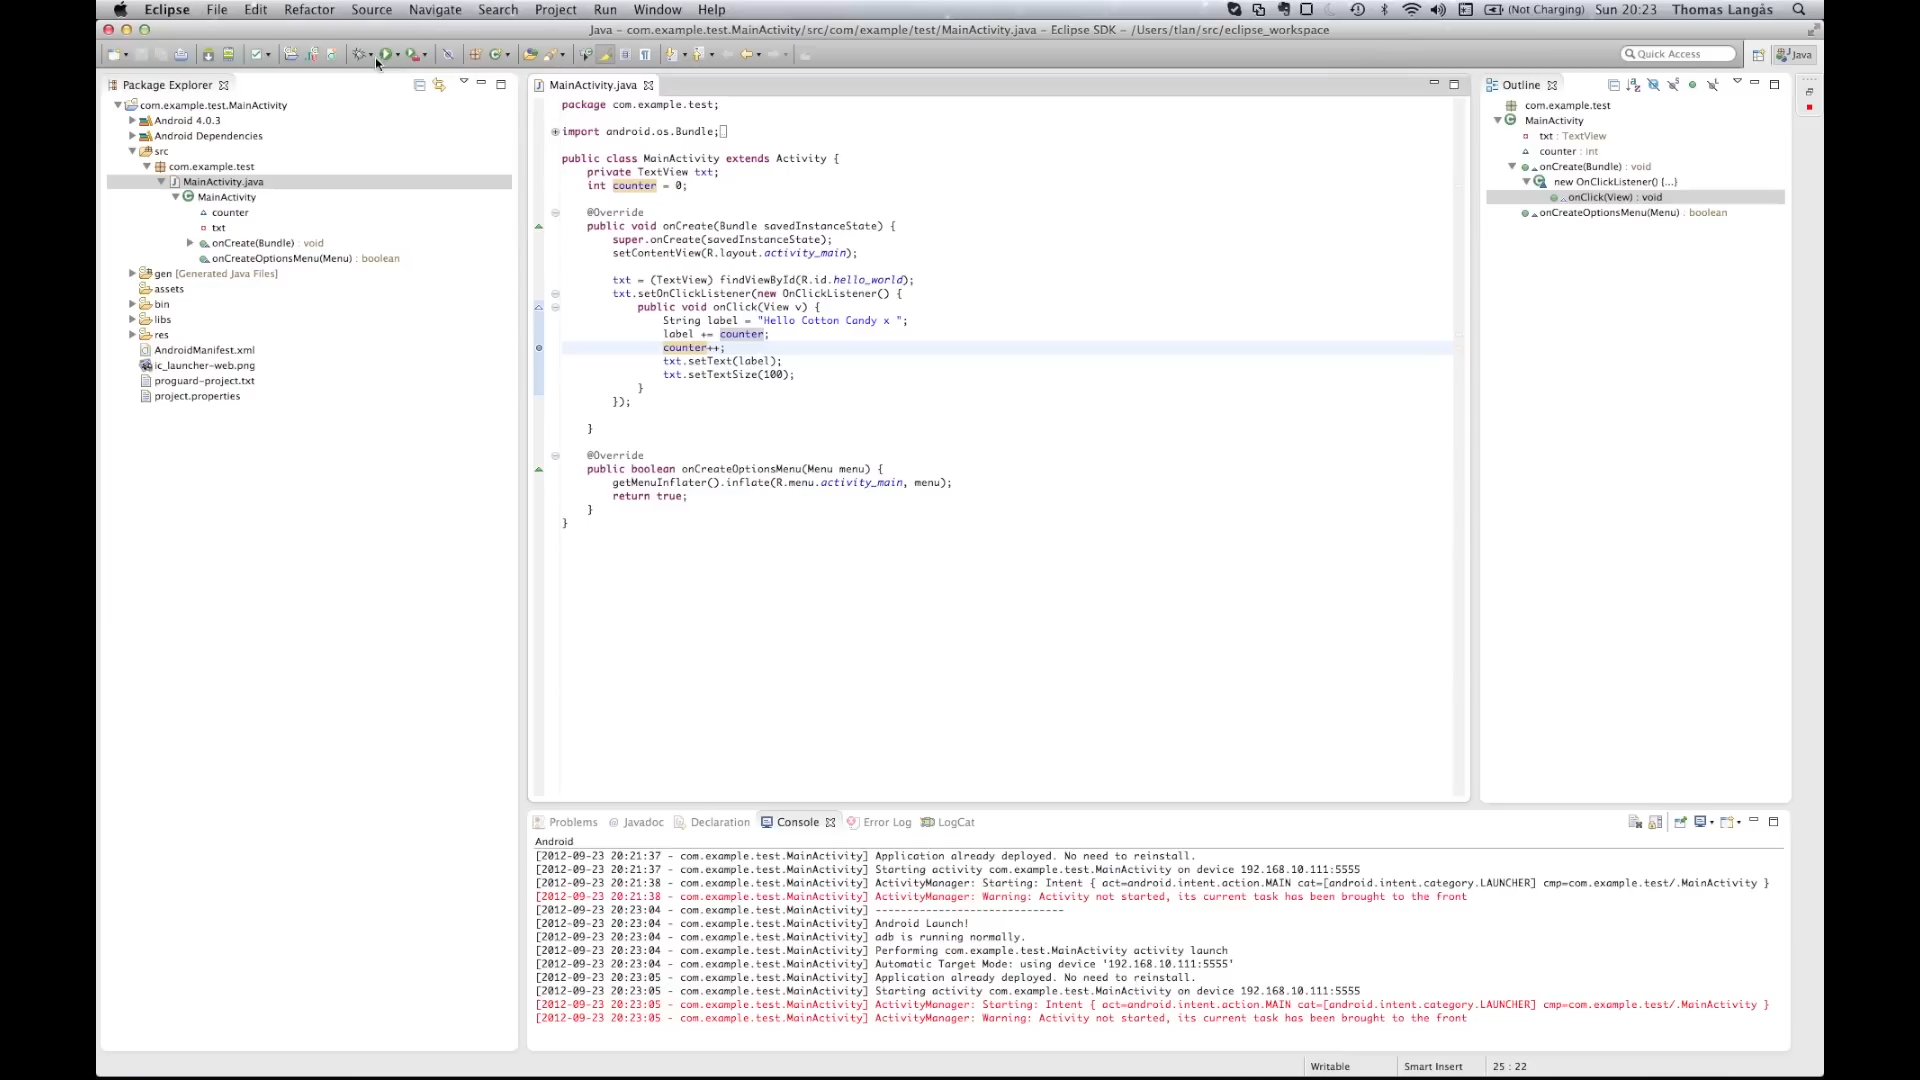 Eclipse File Edit Refactor Source Navigate Search Project Run Window Help (Not Charging) Sun 20:23 Thomas Langås
Java – com.example.test.MainActivity/src/com/example/test/MainActivity.java – Eclipse SDK – /Users/tlan/src/eclipse_workspace
Quick Access Java
Package Explorer
com.example.test.MainActivity
Android 4.0.3
Android Dependencies
src
com.example.test
MainActivity.java
MainActivity
counter
txt
onCreate(Bundle) : void
onCreateOptionsMenu(Menu) : boolean
gen [Generated Java Files]
assets
bin
libs
res
AndroidManifest.xml
ic_launcher-web.png
proguard-project.txt
project.properties
MainActivity.java
package com.example.test;
import android.os.Bundle;
public class MainActivity extends Activity {
private TextView txt;
int counter = 0;
@Override
public void onCreate(Bundle savedInstanceState) {
super.onCreate(savedInstanceState);
setContentView(R.layout.activity_main);
txt = (TextView) findViewById(R.id.hello_world);
txt.setOnClickListener(new OnClickListener() {
public void onClick(View v) {
String label = "Hello Cotton Candy x ";
label += counter;
counter++;
txt.setText(label);
txt.setTextSize(100);
}
});
}
@Override
public boolean onCreateOptionsMenu(Menu menu) {
getMenuInflater().inflate(R.menu.activity_main, menu);
return true;
}
}
Outline
com.example.test
MainActivity
txt : TextView
counter : int
onCreate(Bundle) : void
new OnClickListener() {...}
onClick(View) : void
onCreateOptionsMenu(Menu) : boolean
Problems @ Javadoc Declaration Console Error Log LogCat
Android
[2012-09-23 20:21:37 - com.example.test.MainActivity] Application already deployed. No need to reinstall.
[2012-09-23 20:21:37 - com.example.test.MainActivity] Starting activity com.example.test.MainActivity on device 192.168.10.111:5555
[2012-09-23 20:21:38 - com.example.test.MainActivity] ActivityManager: Starting: Intent { act=android.intent.action.MAIN cat=[android.intent.category.LAUNCHER] cmp=com.example.test/.MainActivity }
[2012-09-23 20:21:38 - com.example.test.MainActivity] ActivityManager: Warning: Activity not started, its current task has been brought to the front
[2012-09-23 20:23:04 - com.example.test.MainActivity] ------------------------------
[2012-09-23 20:23:04 - com.example.test.MainActivity] Android Launch!
[2012-09-23 20:23:04 - com.example.test.MainActivity] adb is running normally.
[2012-09-23 20:23:04 - com.example.test.MainActivity] Performing com.example.test.MainActivity activity launch
[2012-09-23 20:23:04 - com.example.test.MainActivity] Automatic Target Mode: using device '192.168.10.111:5555'
[2012-09-23 20:23:05 - com.example.test.MainActivity] Application already deployed. No need to reinstall.
[2012-09-23 20:23:05 - com.example.test.MainActivity] Starting activity com.example.test.MainActivity on device 192.168.10.111:5555
[2012-09-23 20:23:05 - com.example.test.MainActivity] ActivityManager: Starting: Intent { act=android.intent.action.MAIN cat=[android.intent.category.LAUNCHER] cmp=com.example.test/.MainActivity }
[2012-09-23 20:23:05 - com.example.test.MainActivity] ActivityManager: Warning: Activity not started, its current task has been brought to the front
Writable Smart Insert 25 : 22